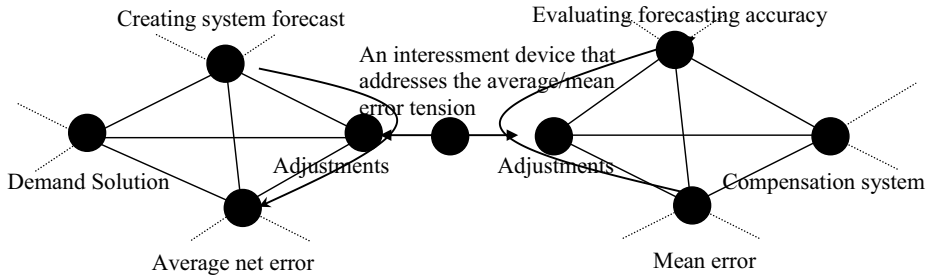 Creating system forecast
Evaluating forecasting accuracy
An interessment device that
addresses the average/mean
error tension
Demand Solution
Adjustments
Adjustments
Compensation system
Average net error
Mean error